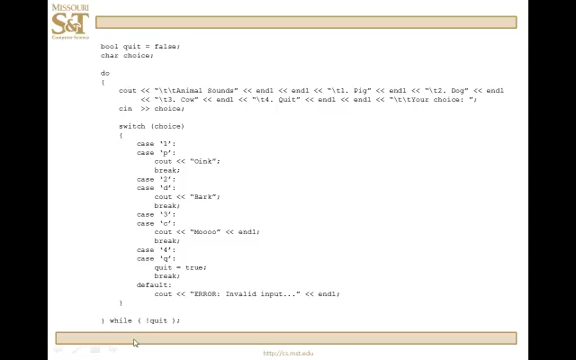 MISSOURI
S&T
Computer Science
bool quit = false;
char choice;
do
{
cout << "\t\tAnimal Sounds" << endl << endl << "\t1. Pig" << endl << "\t2. Dog" << endl
<< "\t3. Cow" << endl << "\t4. Quit" << endl << endl << "\t\tYour choice: ";
cin >> choice;
switch (choice)
{
case '1':
case 'p':
cout << "Oink";
break;
case '2':
case 'd':
cout << "Bark";
break;
case '3':
case 'c':
cout << "Moooo" << endl;
break;
case '4':
case 'q':
quit = true;
break;
default:
cout << "ERROR: Invalid input..." << endl;
}
} while ( !quit );
http://cs.mst.edu